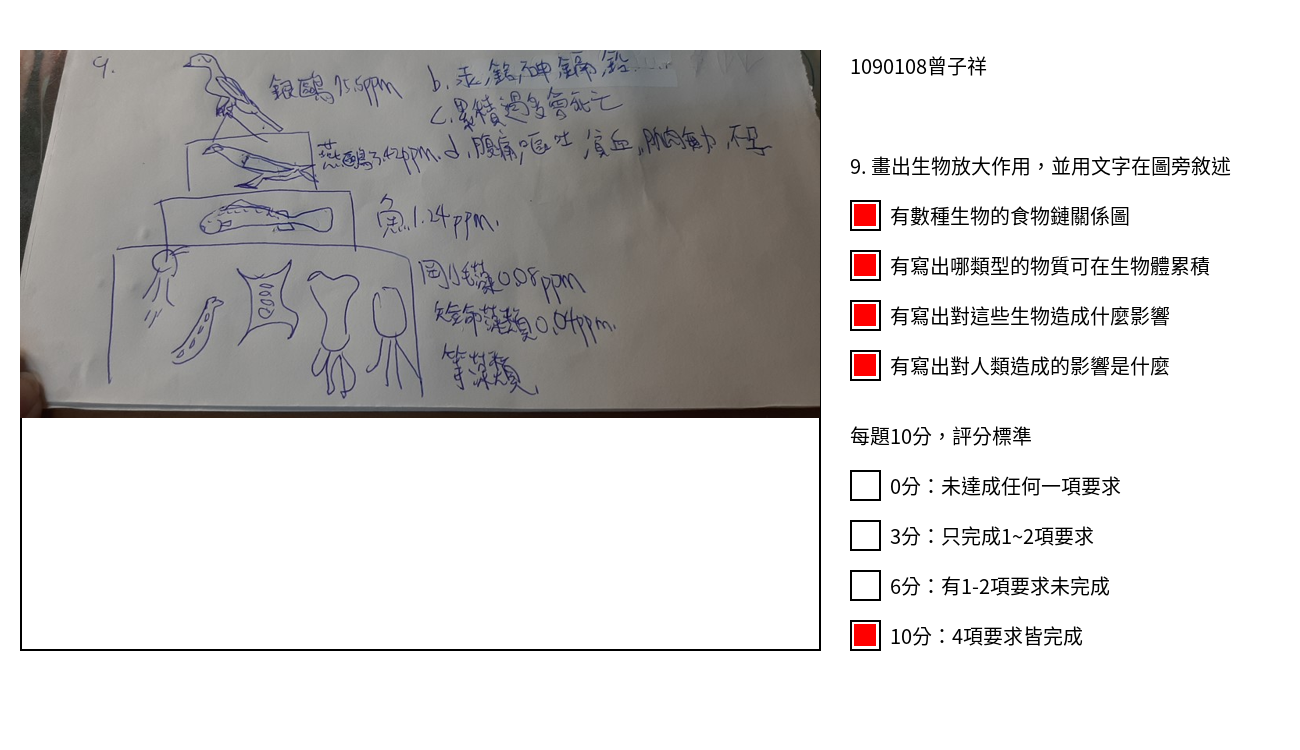 9.
銀鷗75.5ppm
b. 汞,鉻,砷,鎘,鉛......
c. 累積過多會死亡
燕鷗3.42ppm.
d. 腹痛,嘔吐,貧血,肌肉無力,不孕
魚1.24ppm.
剛毛藻0.08ppm
短命藻類0.04ppm.
等藻類
1090108曾子祥
9. 畫出生物放大作用，並用文字在圖旁敘述
有數種生物的食物鏈關係圖
有寫出哪類型的物質可在生物體累積
有寫出對這些生物造成什麼影響
有寫出對人類造成的影響是什麼
每題10分，評分標準
0分：未達成任何一項要求
3分：只完成1~2項要求
6分：有1-2項要求未完成
10分：4項要求皆完成